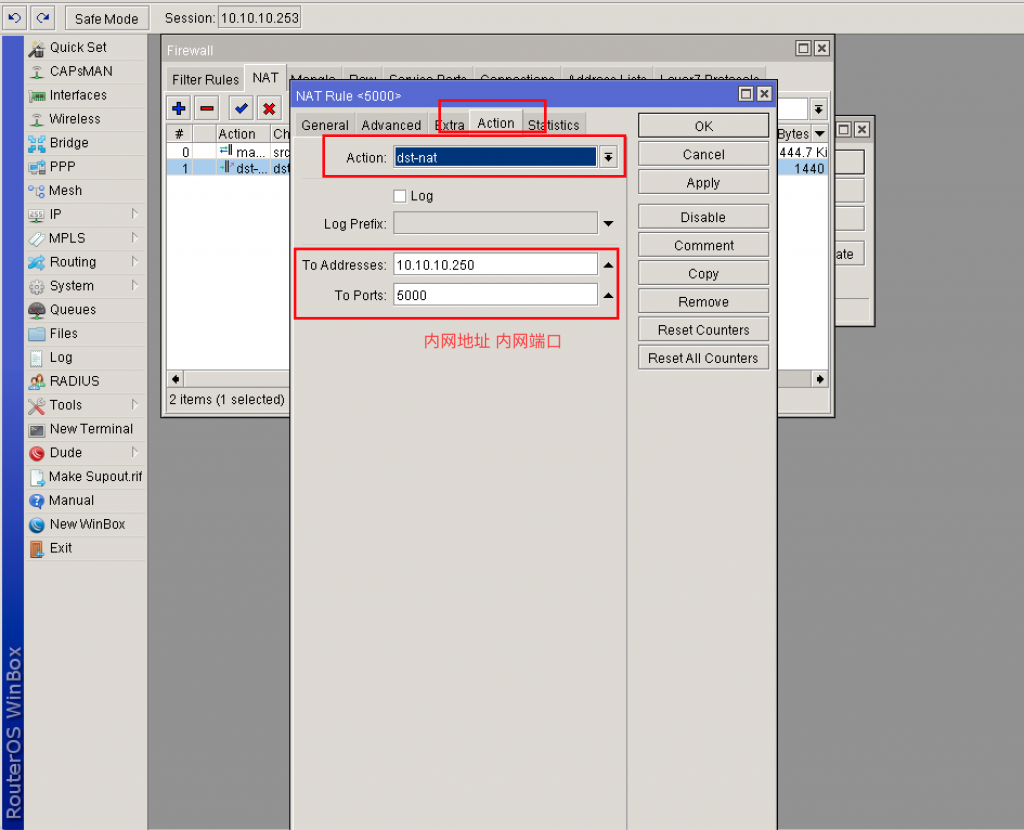 Safe Mode Session: 10.10.10.253
Quick Set
CAPsMAN
Interfaces
Wireless
Bridge
PPP
Mesh
IP
MPLS
Routing
System
Queues
Files
Log
RADIUS
Tools
New Terminal
Dude
Make Supout.rif
Manual
New WinBox
Exit
RouterOS WinBox
Firewall
Filter Rules NAT Mangle Raw Service Ports Connections Address Lists Layer7 Protocols
# Action Ch Bytes
0 ma... src 444.7 Ki
1 dst-... dst 1440
2 items (1 selected)
ate
NAT Rule <5000>
General Advanced Extra Action Statistics
Action: dst-nat
Log
Log Prefix:
To Addresses: 10.10.10.250
To Ports: 5000
内网地址 内网端口
OK
Cancel
Apply
Disable
Comment
Copy
Remove
Reset Counters
Reset All Counters